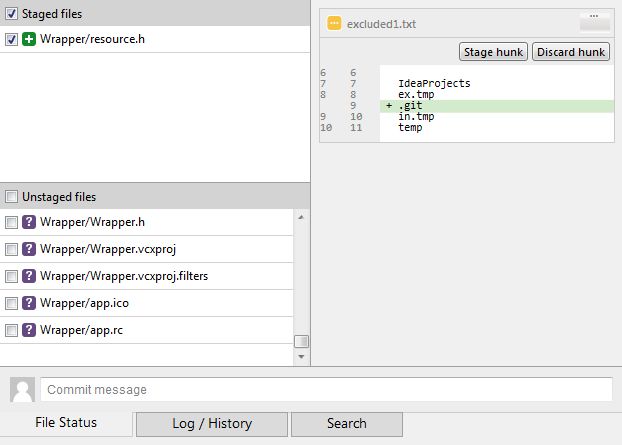 Staged files
Wrapper/resource.h
Unstaged files
? Wrapper/Wrapper.h
? Wrapper/Wrapper.vcxproj
? Wrapper/Wrapper.vcxproj.filters
? Wrapper/app.ico
? Wrapper/app.rc
excluded1.txt
...
Stage hunk Discard hunk
6 6
7 7 IdeaProjects
8 8 ex.tmp
9 + .git
9 10 in.tmp
10 11 temp
Commit message
File Status Log / History Search